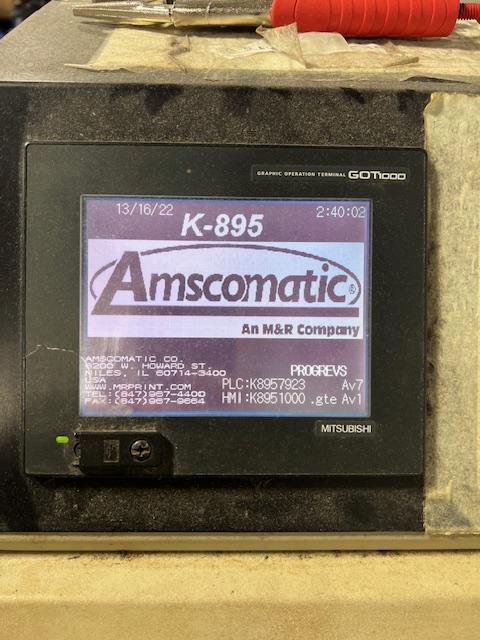 GRAPHIC OPERATION TERMINAL GOT1000
13/16/22 2:40:02
K-895
Amscomatic®
An M&R Company
AMSCOMATIC CO.
6200 W. HOWARD ST.
NILES, IL 60714-3400
USA
WWW.MRPRINT.COM
TEL:(847)967-4400
FAX:(847)967-9664
PROGREVS
PLC:K8957923 Av7
HMI:K8951000 .gte Av1
MITSUBISHI